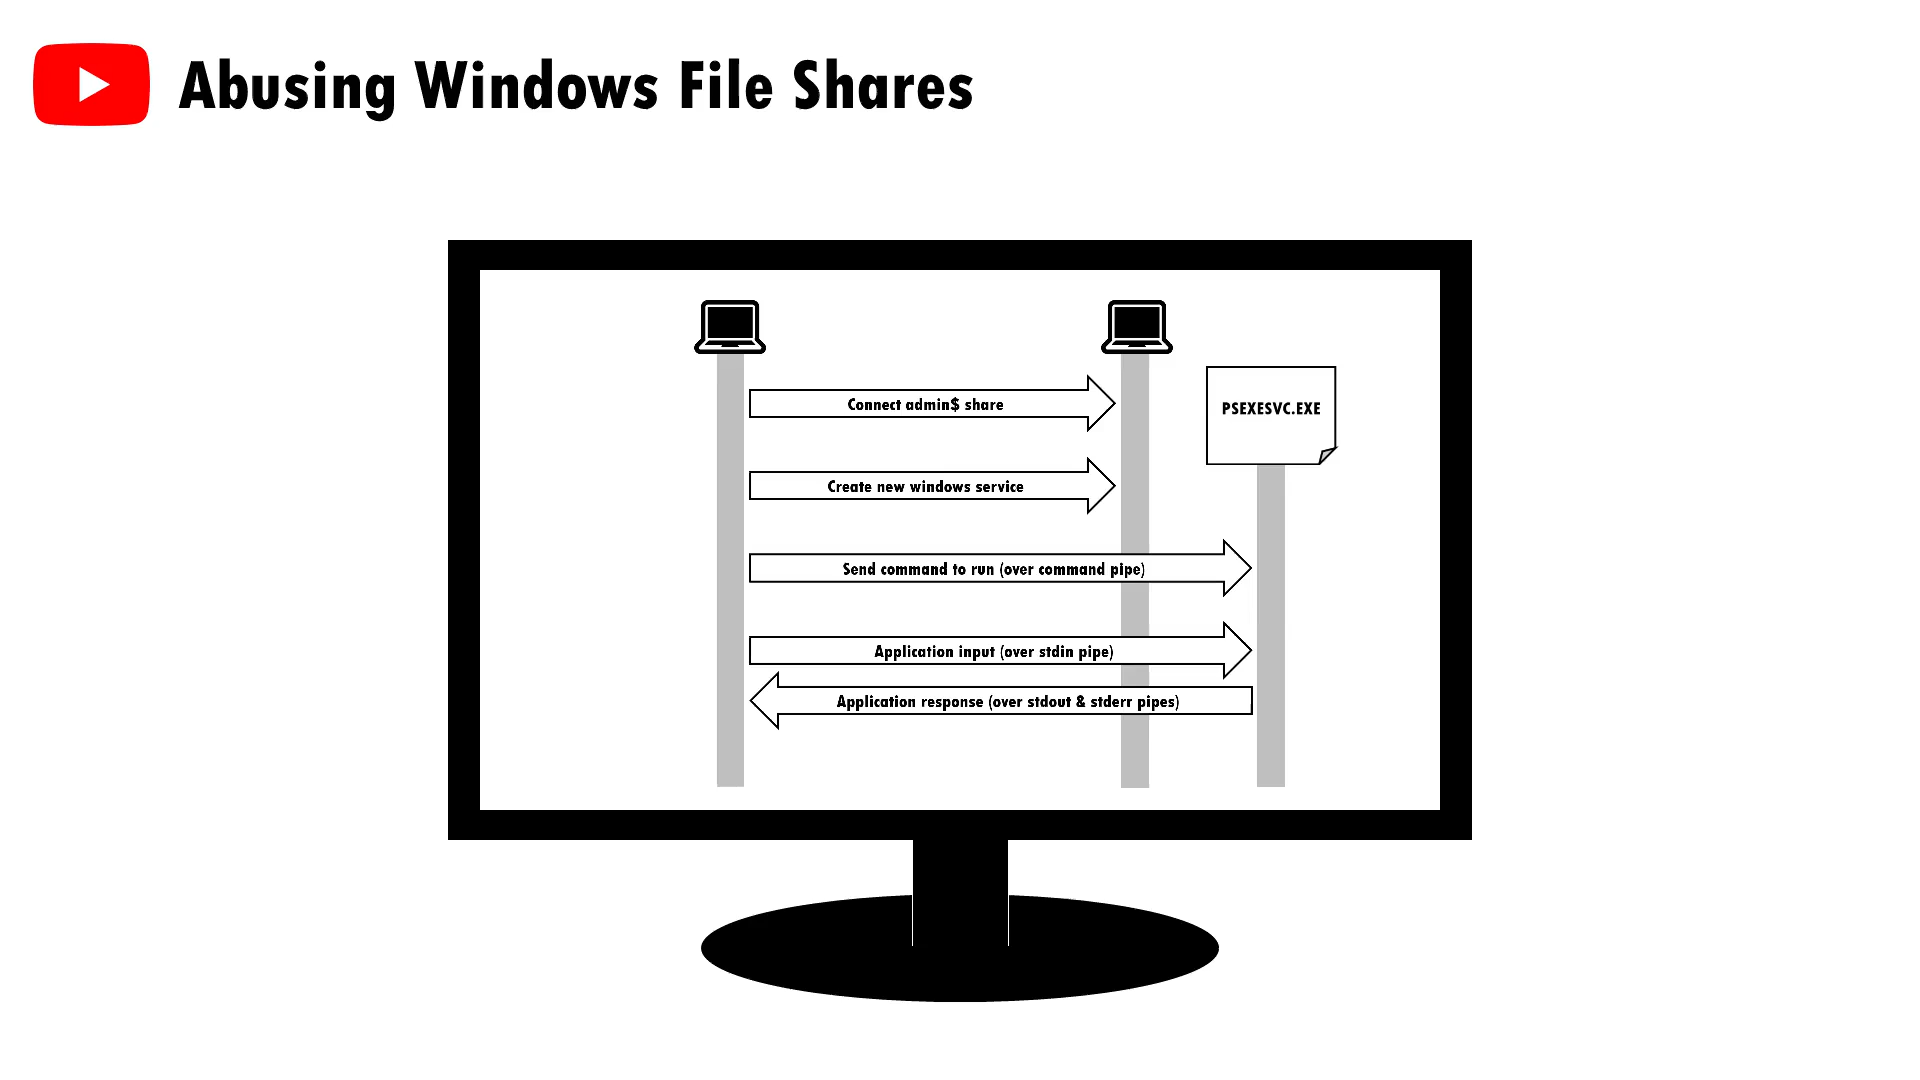 Abusing Windows File Shares
Connect admin$ share
PSEXESVC.EXE
Create new windows service
Send command to run (over command pipe)
Application input (over stdin pipe)
Application response (over stdout & stderr pipes)